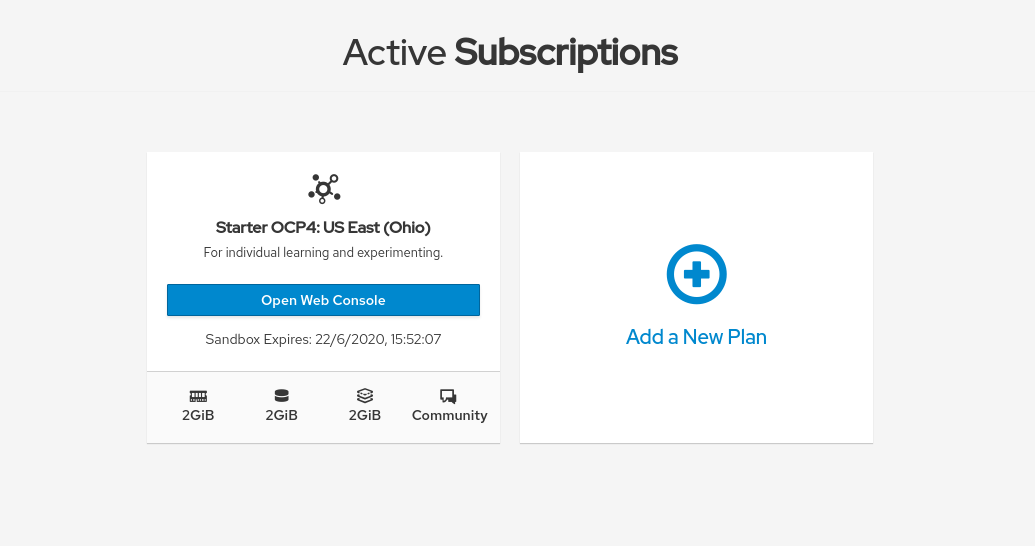 Active Subscriptions
Starter OCP4: US East (Ohio)
For individual learning and experimenting.
Open Web Console
Sandbox Expires: 22/6/2020, 15:52:07
2GiB 2GiB 2GiB Community
Add a New Plan